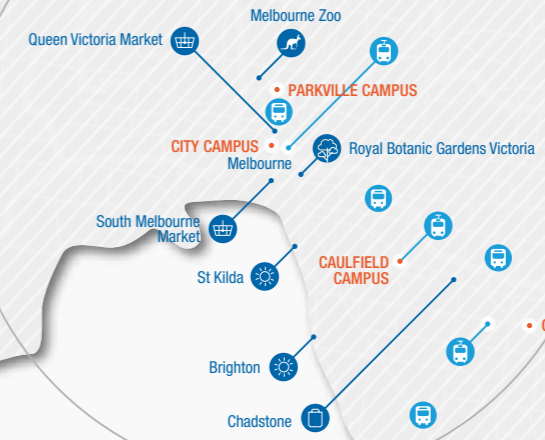 Melbourne Zoo
Queen Victoria Market
PARKVILLE CAMPUS
CITY CAMPUS
Royal Botanic Gardens Victoria
Melbourne
South Melbourne
Market
CAULFIELD
CAMPUS
St Kilda
Brighton
Chadstone